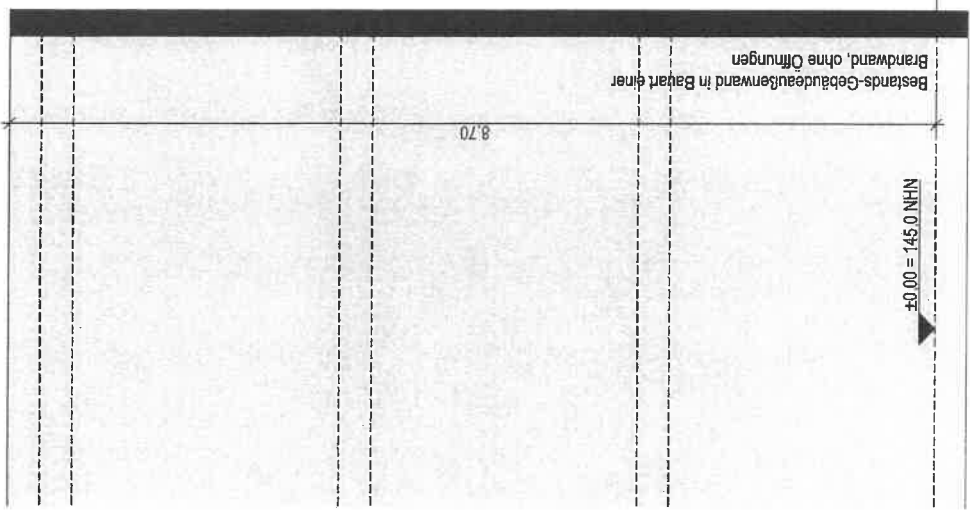 ±0,00 = 145,0 NHN
8,70
Bestands-Gebäudeaußenwand in Bauart einer
Brandwand, ohne Öffnungen